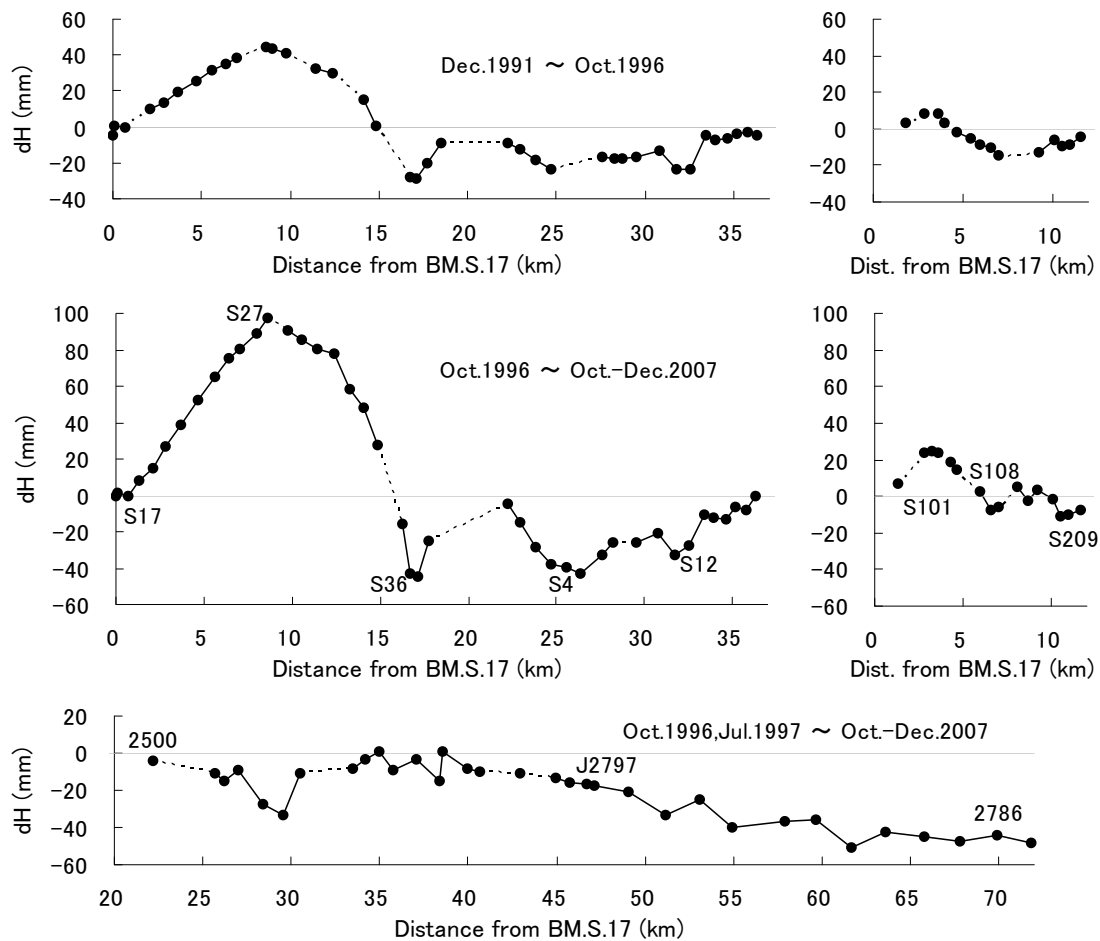 60
40
20
0
−20
−40
dH (mm)
Dec.1991 ～ Oct.1996
0 5 10 15 20 25 30 35
Distance from BM.S.17 (km)
60
40
20
0
−20
−40
0 5 10
Dist. from BM.S.17 (km)
100
80
60
40
20
0
−20
−40
−60
dH (mm)
S27
Oct.1996 ～ Oct.−Dec.2007
S17
S36
S4
S12
0 5 10 15 20 25 30 35
Distance from BM.S.17 (km)
100
80
60
40
20
0
−20
−40
−60
S108
S101
S209
0 5 10
Dist. from BM.S.17 (km)
20
0
−20
−40
−60
dH (mm)
Oct.1996,Jul.1997 ～ Oct.−Dec.2007
2500
J2797
2786
20 25 30 35 40 45 50 55 60 65 70
Distance from BM.S.17 (km)